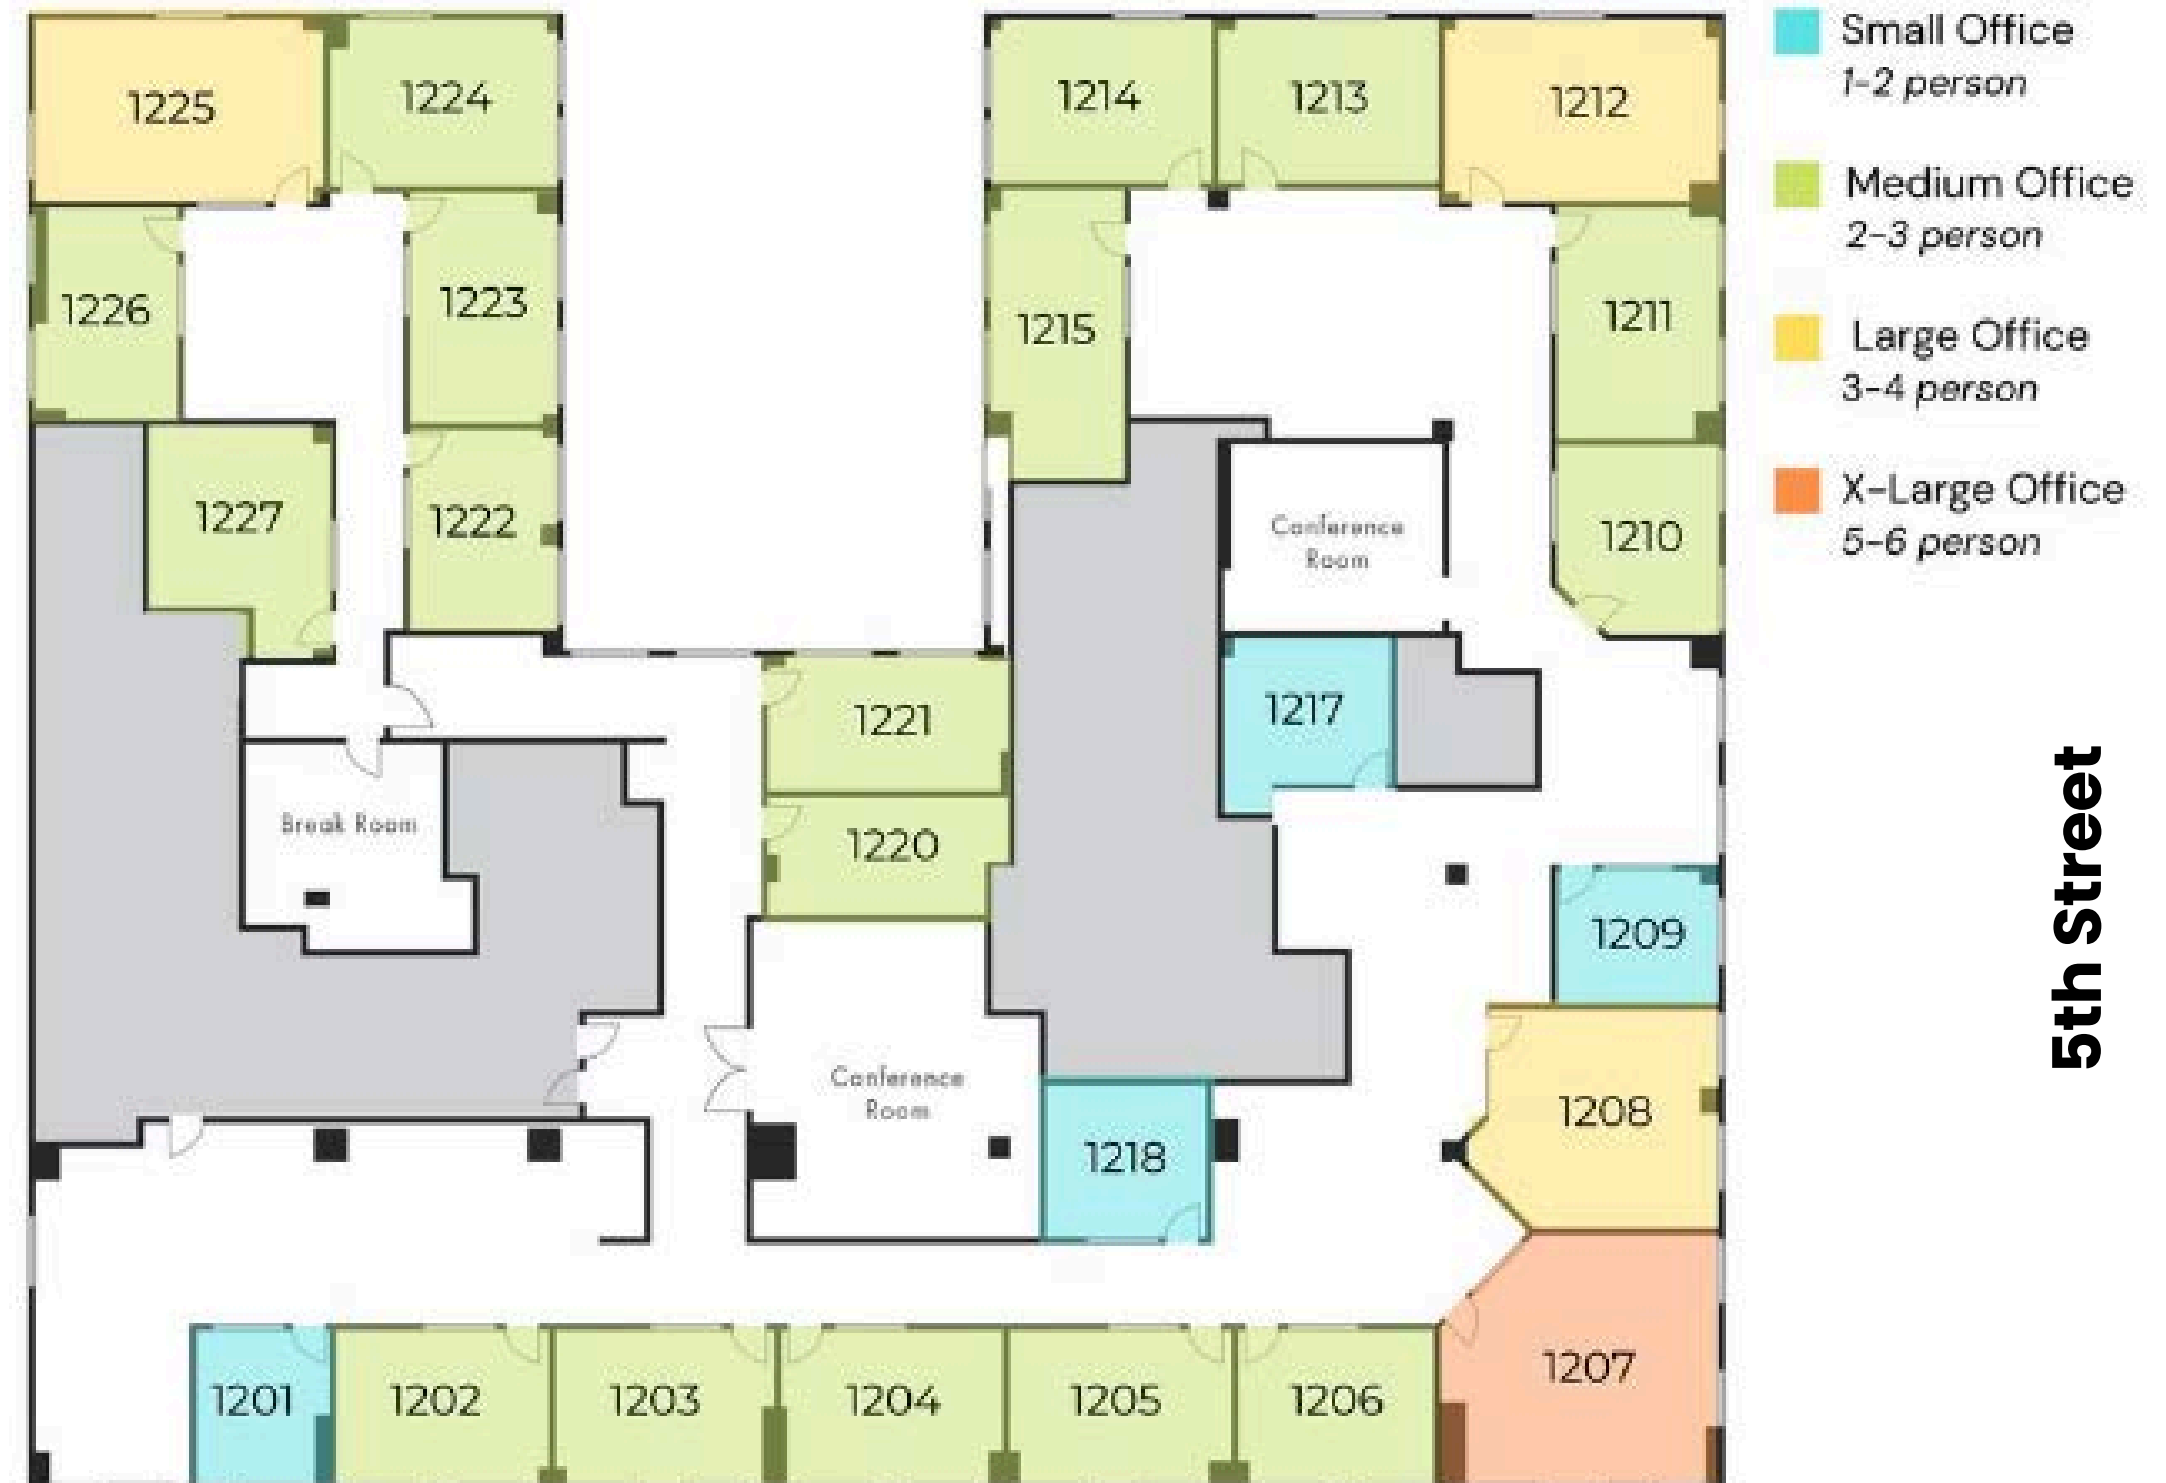 1225
1224
1214
1213
1212
Small Office
1-2 person
Medium Office
2-3 person
Large Office
3-4 person
X-Large Office
5-6 person
1226
1223
1215
1211
1227
1222
Conference
Room
1210
1221
1217
1220
Break Room
1209
5th Street
Conference
Room
1218
1208
1201
1202
1203
1204
1205
1206
1207